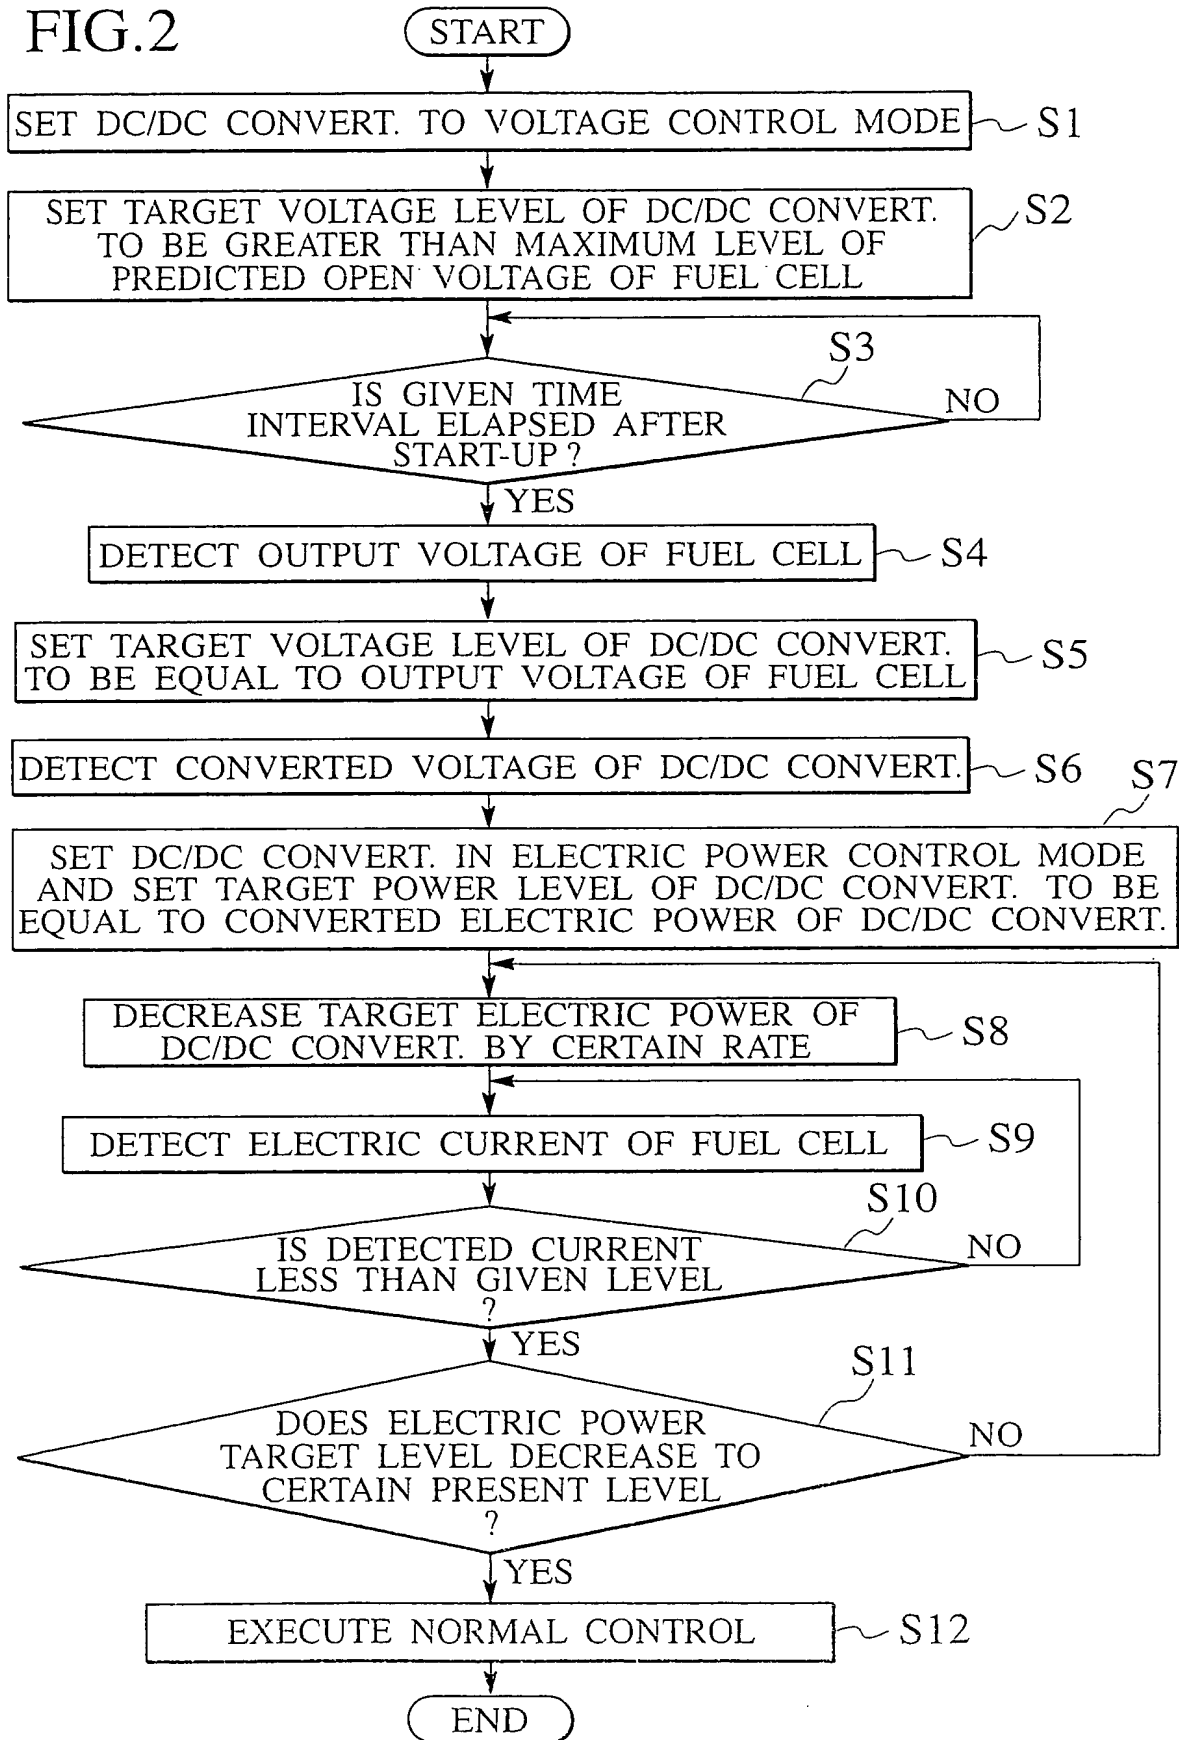 FIG.2
START
SET DC/DC CONVERT. TO VOLTAGE CONTROL MODE
S1
SET TARGET VOLTAGE LEVEL OF DC/DC CONVERT.
TO BE GREATER THAN MAXIMUM LEVEL OF
PREDICTED OPEN VOLTAGE OF FUEL CELL
S2
S3
IS GIVEN TIME
INTERVAL ELAPSED AFTER
START-UP?
NO
YES
DETECT OUTPUT VOLTAGE OF FUEL CELL
S4
SET TARGET VOLTAGE LEVEL OF DC/DC CONVERT.
TO BE EQUAL TO OUTPUT VOLTAGE OF FUEL CELL
S5
DETECT CONVERTED VOLTAGE OF DC/DC CONVERT.
S6
S7
SET DC/DC CONVERT. IN ELECTRIC POWER CONTROL MODE
AND SET TARGET POWER LEVEL OF DC/DC CONVERT. TO BE
EQUAL TO CONVERTED ELECTRIC POWER OF DC/DC CONVERT.
DECREASE TARGET ELECTRIC POWER OF
DC/DC CONVERT. BY CERTAIN RATE
S8
DETECT ELECTRIC CURRENT OF FUEL CELL
S9
S10
IS DETECTED CURRENT
LESS THAN GIVEN LEVEL
?
NO
YES
S11
DOES ELECTRIC POWER
TARGET LEVEL DECREASE TO
CERTAIN PRESENT LEVEL
?
NO
YES
EXECUTE NORMAL CONTROL
S12
END